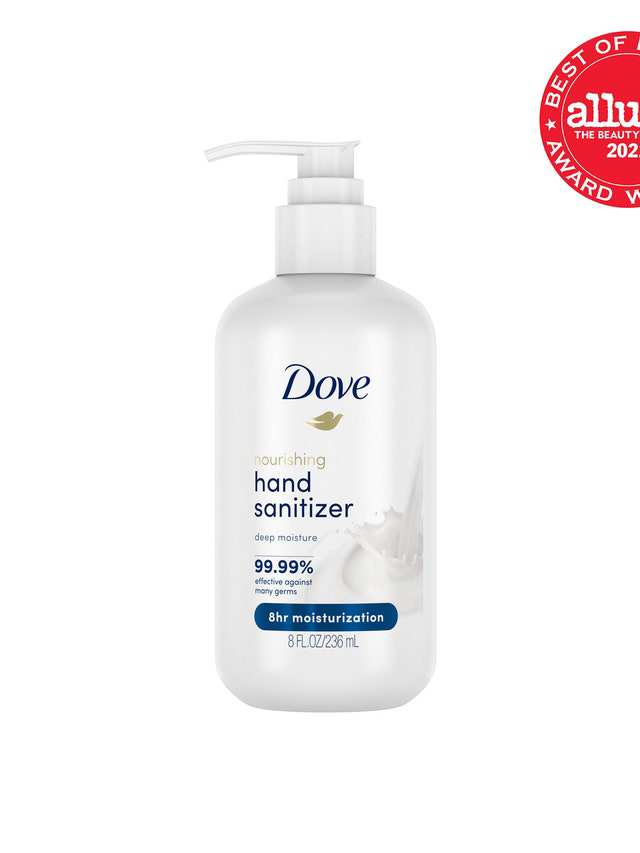 BEST OF
allu
THE BEAUTY
202
AWARD
Dove
nourishing
hand
sanitizer
deep moisture
99.99%
effective against
many germs
8hr moisturization
8 FL.OZ/236 mL